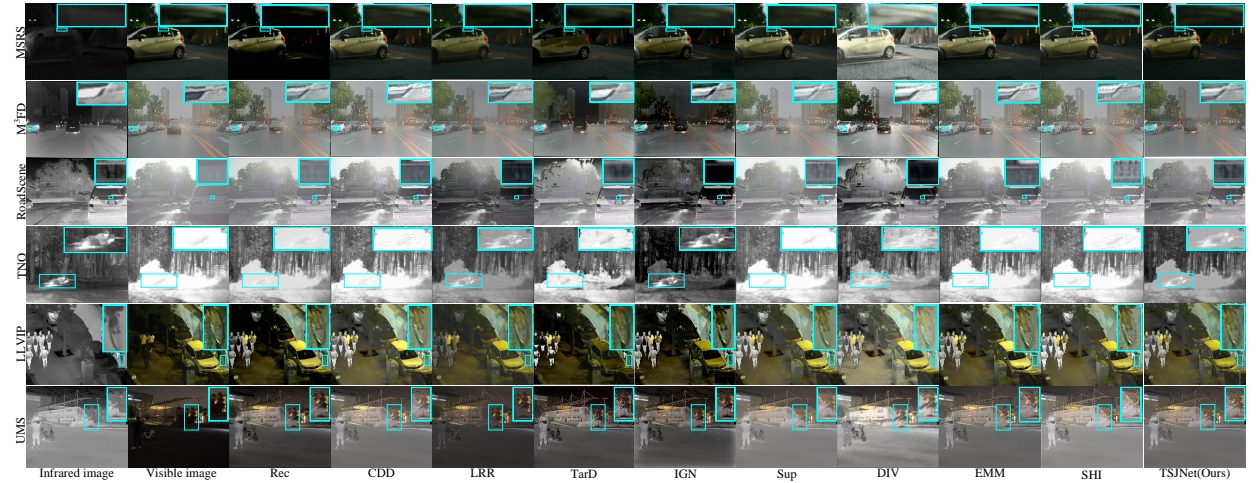 MSRS
M³FD
RoadScene
TNO
LLVIP
UMS
Infrared image Visible image Rec CDD LRR TarD IGN Sup DIV EMM SHI TSJNet(Ours)